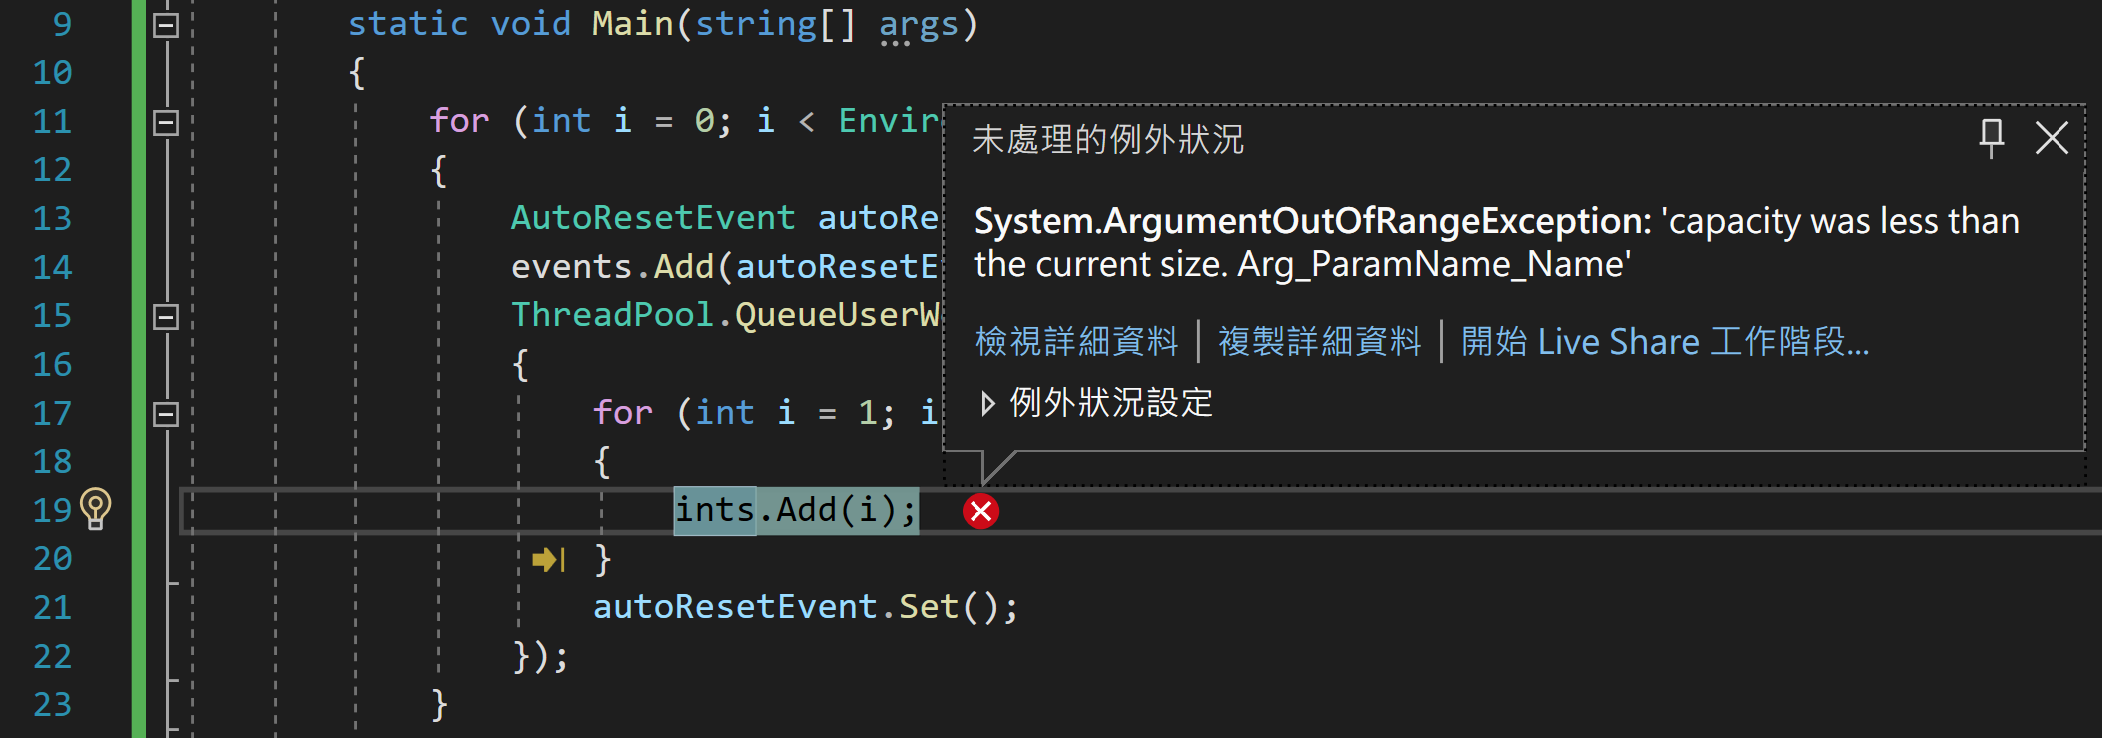 9 static void Main(string[] args)
10 {
11 for (int i = 0; i < Envir
12 {
13 AutoResetEvent autoRe
14 events.Add(autoResetE
15 ThreadPool.QueueUserW
16 {
17 for (int i = 1; i
18 {
19 ints.Add(i);
20 }
21 autoResetEvent.Set();
22 });
23 }
未處理的例外狀況
System.ArgumentOutOfRangeException: 'capacity was less than
the current size. Arg_ParamName_Name'
檢視詳細資料 | 複製詳細資料 | 開始 Live Share 工作階段...
例外狀況設定